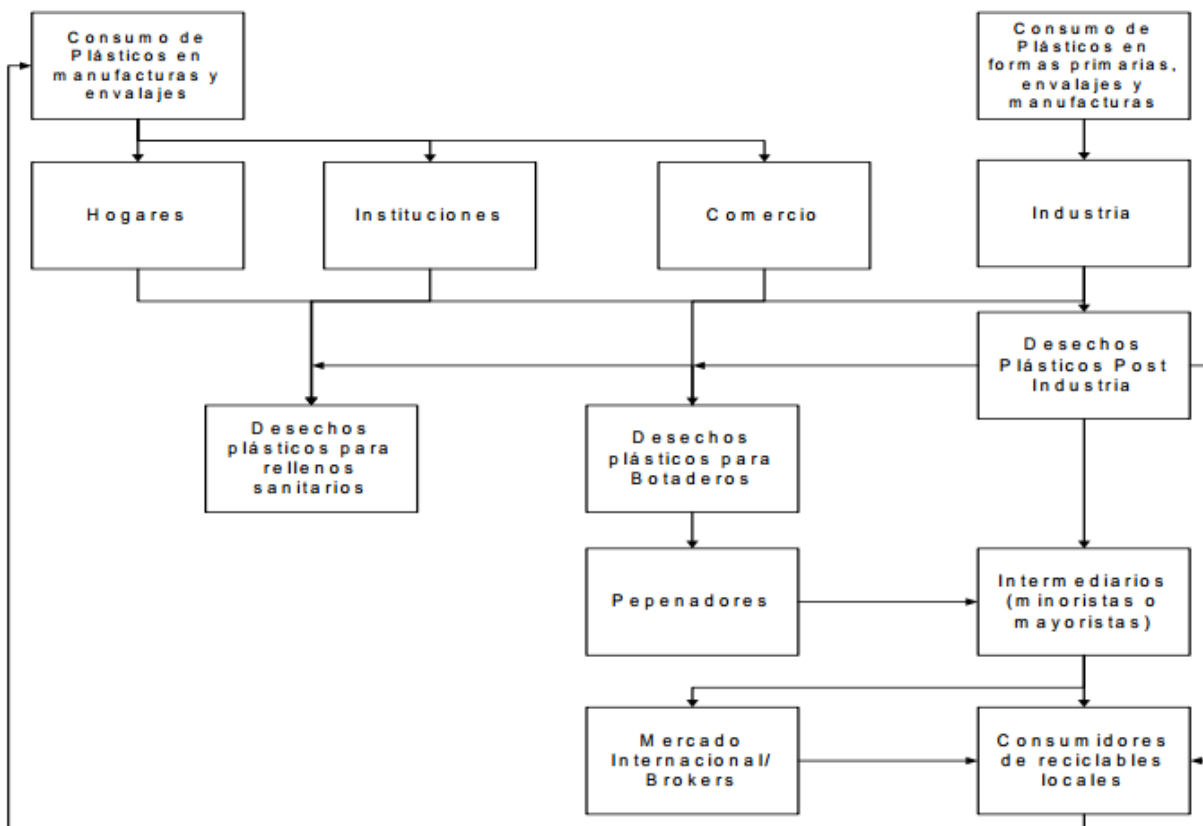 Consumo de
Plásticos en
manufacturas y
envalajes
Consumo de
Plásticos en
formas primarias,
envalajes y
manufacturas
Hogares
Instituciones
Comercio
Industria
Desechos
Plásticos Post
Industria
Desechos
plásticos para
rellenos
sanitarios
Desechos
plásticos para
Botaderos
Pepenadores
Intermediarios
(minoristas o
mayoristas)
Mercado
Internacional/
Brokers
Consumidores
de reciclables
locales